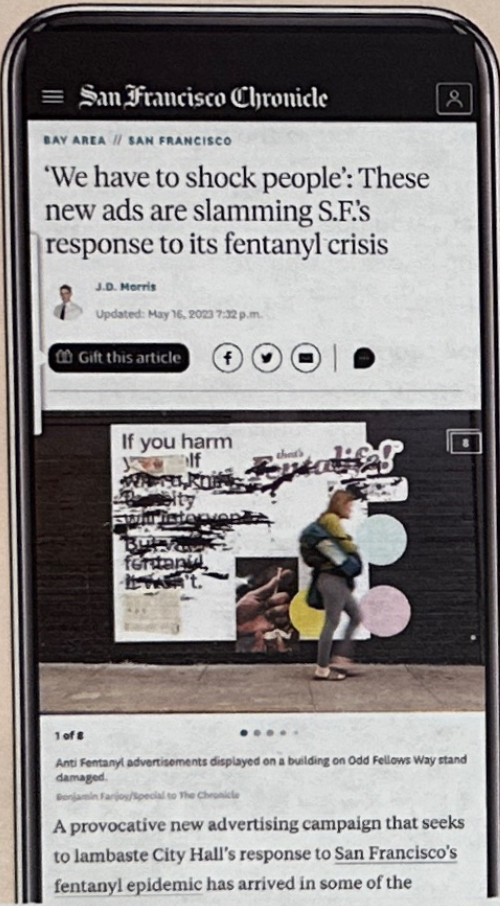 San Francisco Chronicle
BAY AREA // SAN FRANCISCO
‘We have to shock people’: These
new ads are slamming S.F.’s
response to its fentanyl crisis
J.D. Morris
Updated: May 16, 2023 7:32 p.m.
Gift this article
8
If you harm
that's
Fentalife!
fentanyl,
1 of 8
Anti Fentanyl advertisements displayed on a building on Odd Fellows Way stand
damaged.
Benjamin Fanjoy/Special to The Chronicle
A provocative new advertising campaign that seeks
to lambaste City Hall’s response to San Francisco’s
fentanyl epidemic has arrived in some of the